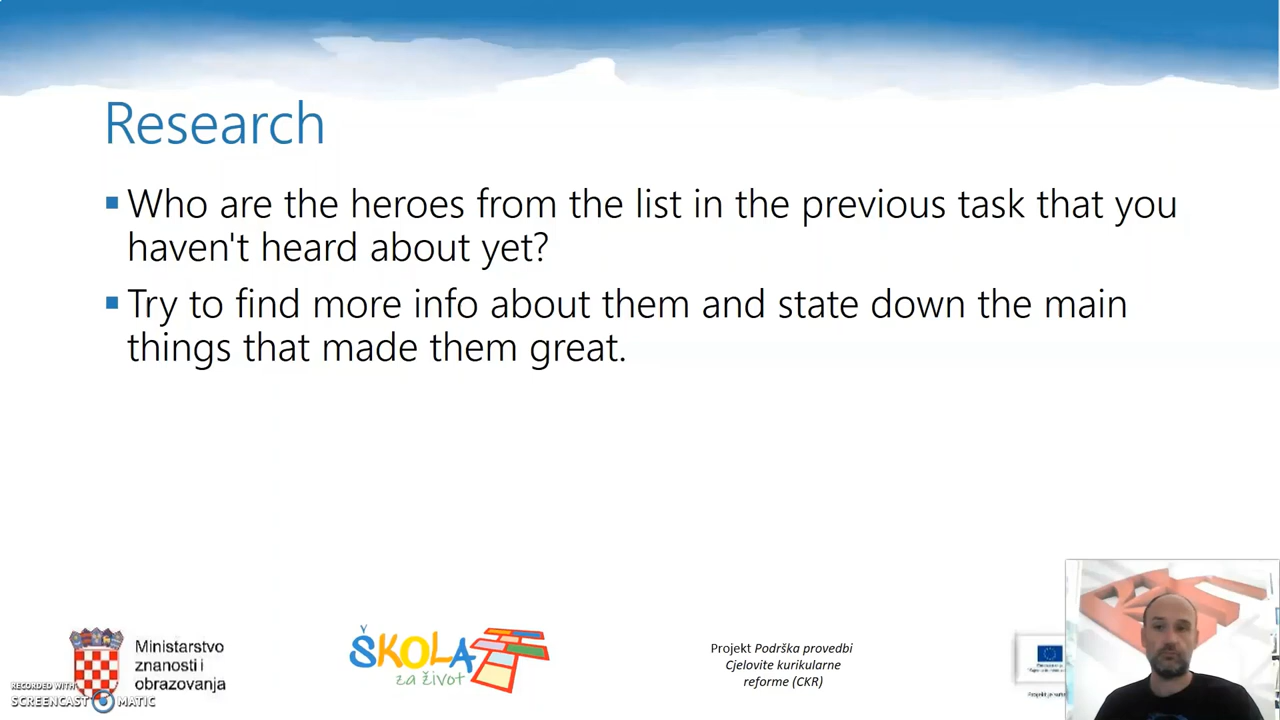 Research
Who are the heroes from the list in the previous task that you
haven't heard about yet?
Try to find more info about them and state down the main
things that made them great.
Ministarstvo
znanosti i
obrazovanja
ŠKOLA
za život
Projekt Podrška provedbi
Cjelovite kurikularne
reforme (CKR)
RECORDED WITH
SCREENCAST MATIC